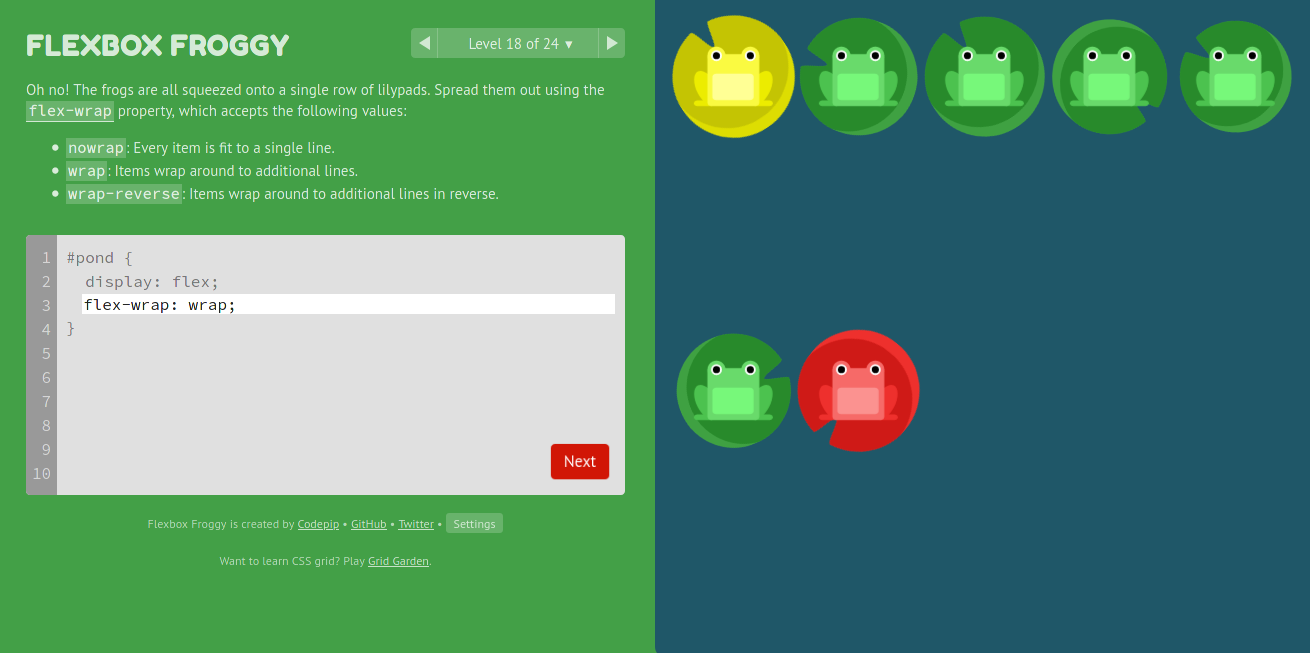 FLEXBOX FROGGY
Level 18 of 24 ▾
Oh no! The frogs are all squeezed onto a single row of lilypads. Spread them out using the
flex-wrap property, which accepts the following values:
• nowrap: Every item is fit to a single line.
• wrap: Items wrap around to additional lines.
• wrap-reverse: Items wrap around to additional lines in reverse.
1 #pond {
2 display: flex;
3 flex-wrap: wrap;
4 }
5
6
7
8
9
10
Next
Flexbox Froggy is created by Codepip • GitHub • Twitter • Settings
Want to learn CSS grid? Play Grid Garden.